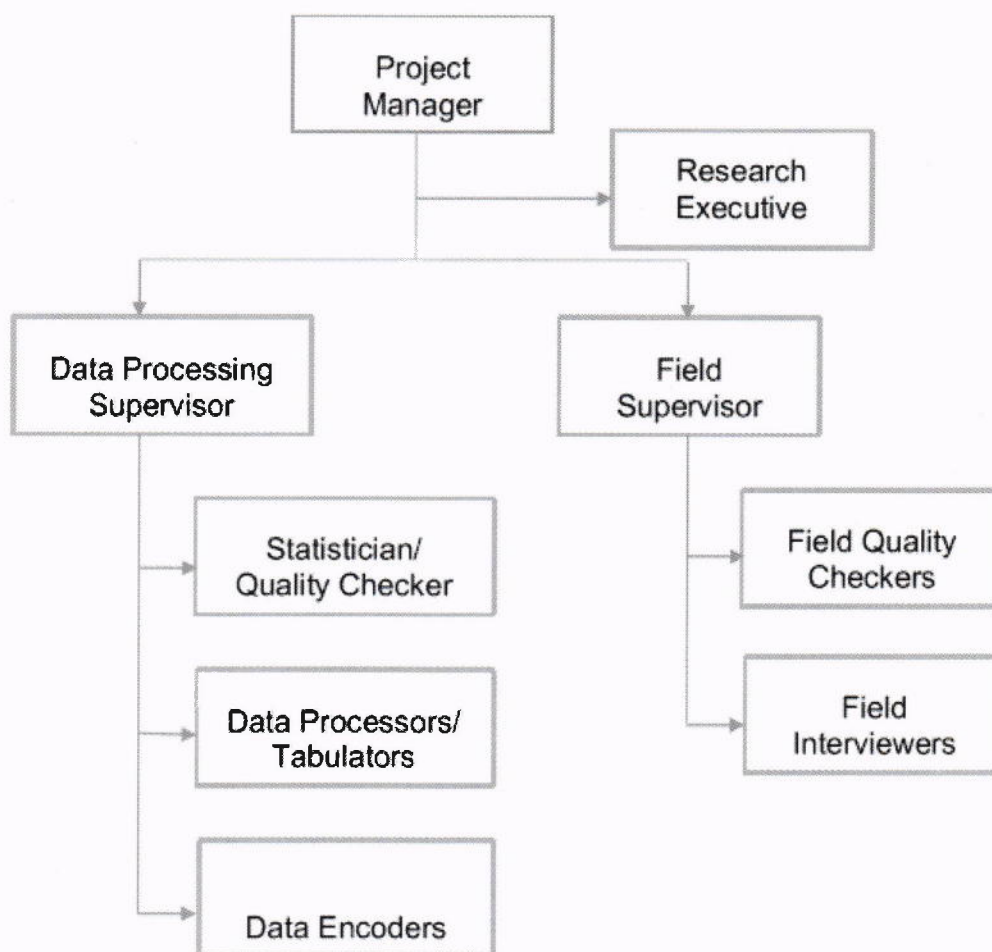 Project
Manager
Research
Executive
Data Processing
Supervisor
Field
Supervisor
Statistician/
Quality Checker
Field Quality
Checkers
Data Processors/
Tabulators
Field
Interviewers
Data Encoders